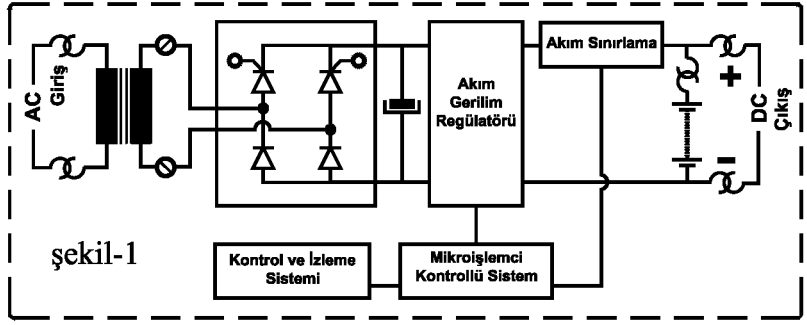 AC
Giriş
Akım
Gerilim
Regülatörü
Akım Sınırlama
+
-
DC
Çıkış
Kontrol ve İzleme
Sistemi
Mikroişlemci
Kontrollü Sistem
şekil-1